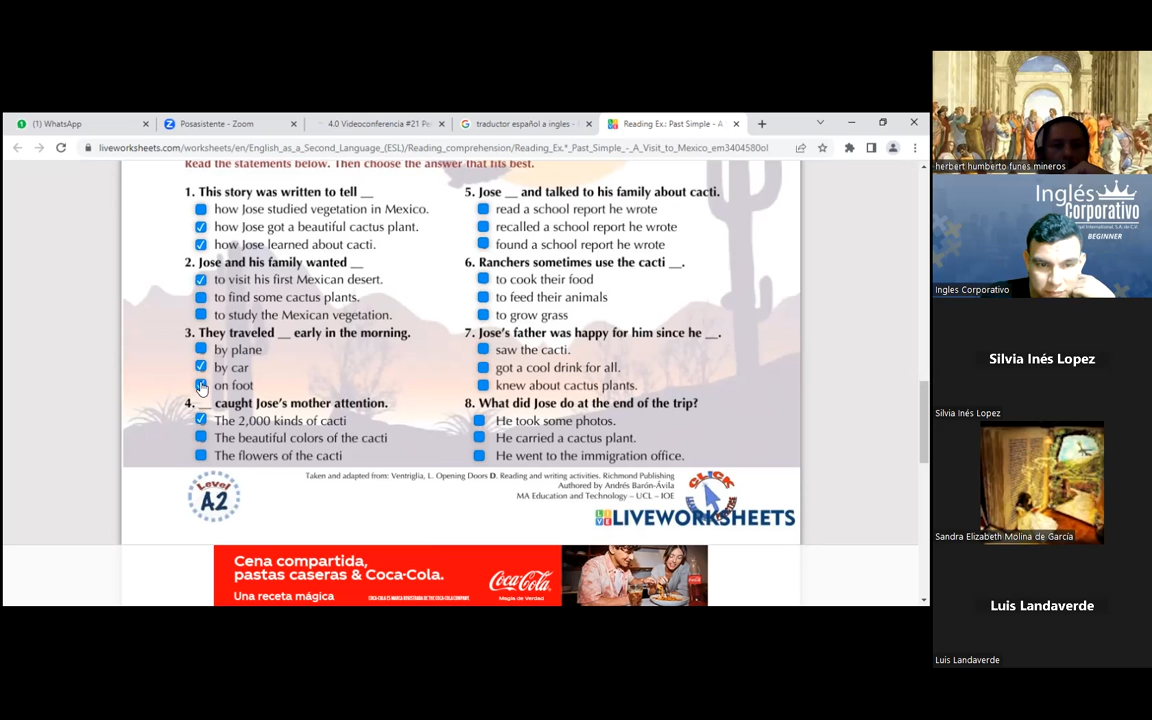 (1) WhatsApp
Posasistente - Zoom
4.0 Videoconferencia #21 Pe
traductor español a ingles -
Reading Ex.: Past Simple - A
liveworksheets.com/worksheets/en/English_as_a_Second_Language_(ESL)/Reading_comprehension/Reading_Ex.*_Past_Simple_-_A_Visit_to_Mexico_em3404580ol
Read the statements below. Then choose the answer that fits best.
1. This story was written to tell __
how Jose studied vegetation in Mexico.
how Jose got a beautiful cactus plant.
how Jose learned about cacti.
2. Jose and his family wanted __
to visit his first Mexican desert.
to find some cactus plants.
to study the Mexican vegetation.
3. They traveled __ early in the morning.
by plane
by car
on foot
4. __ caught Jose's mother attention.
The 2,000 kinds of cacti
The beautiful colors of the cacti
The flowers of the cacti
5. Jose __ and talked to his family about cacti.
read a school report he wrote
recalled a school report he wrote
found a school report he wrote
6. Ranchers sometimes use the cacti __.
to cook their food
to feed their animals
to grow grass
7. Jose's father was happy for him since he __.
saw the cacti.
got a cool drink for all.
knew about cactus plants.
8. What did Jose do at the end of the trip?
He took some photos.
He carried a cactus plant.
He went to the immigration office.
Level
A2
Taken and adapted from: Ventriglia, L. Opening Doors D. Reading and writing activities. Richmond Publishing
Authored by Andrés Barón-Ávila
MA Education and Technology – UCL – IOE
CLICK
LIVEWORKSHEETS
Cena compartida,
pastas caseras & Coca-Cola.
Una receta mágica
Coca-Cola
Magia de Verdad
herbert humberto funes mineros
Inglés
Corporativo
BEGINNER
Ingles Corporativo
Silvia Inés Lopez
Silvia Inés Lopez
Sandra Elizabeth Molina de García
Luis Landaverde
Luis Landaverde